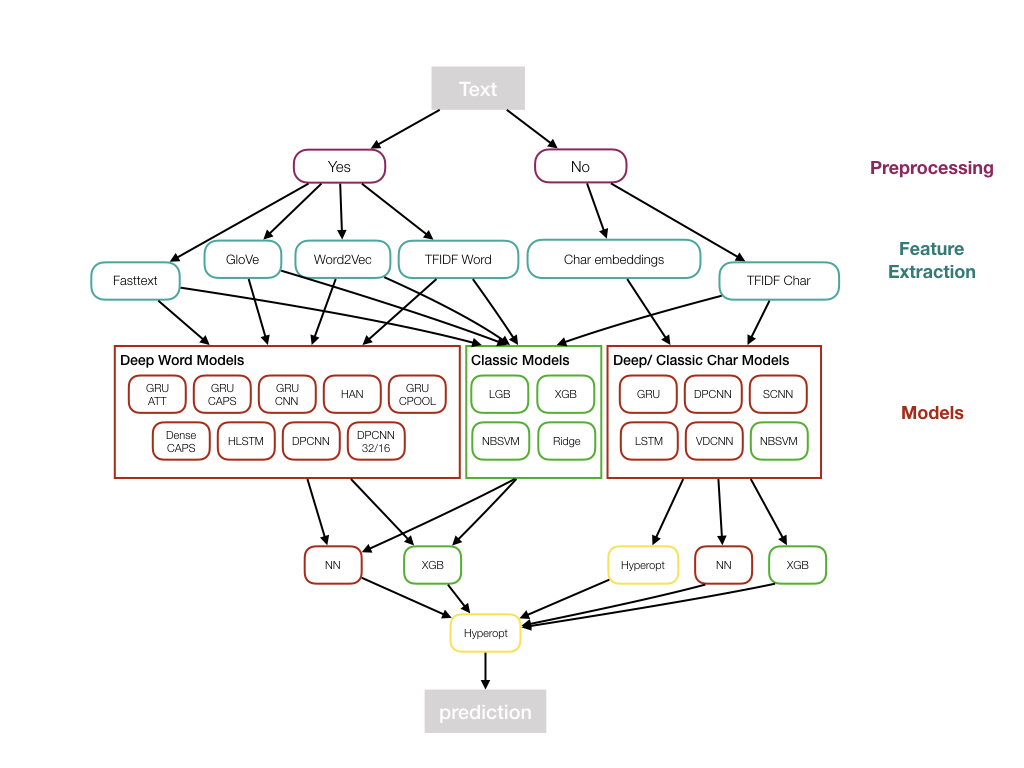 Text
Yes
No
Preprocessing
GloVe
Word2Vec
TFIDF Word
Char embeddings
Feature
Extraction
Fasttext
TFIDF Char
Deep Word Models
GRU
ATT
GRU
CAPS
GRU
CNN
HAN
GRU
CPOOL
Dense
CAPS
HLSTM
DPCNN
DPCNN
32/16
Classic Models
LGB
XGB
NBSVM
Ridge
Deep/ Classic Char Models
GRU
DPCNN
SCNN
LSTM
VDCNN
NBSVM
Models
NN
XGB
Hyperopt
NN
XGB
Hyperopt
prediction